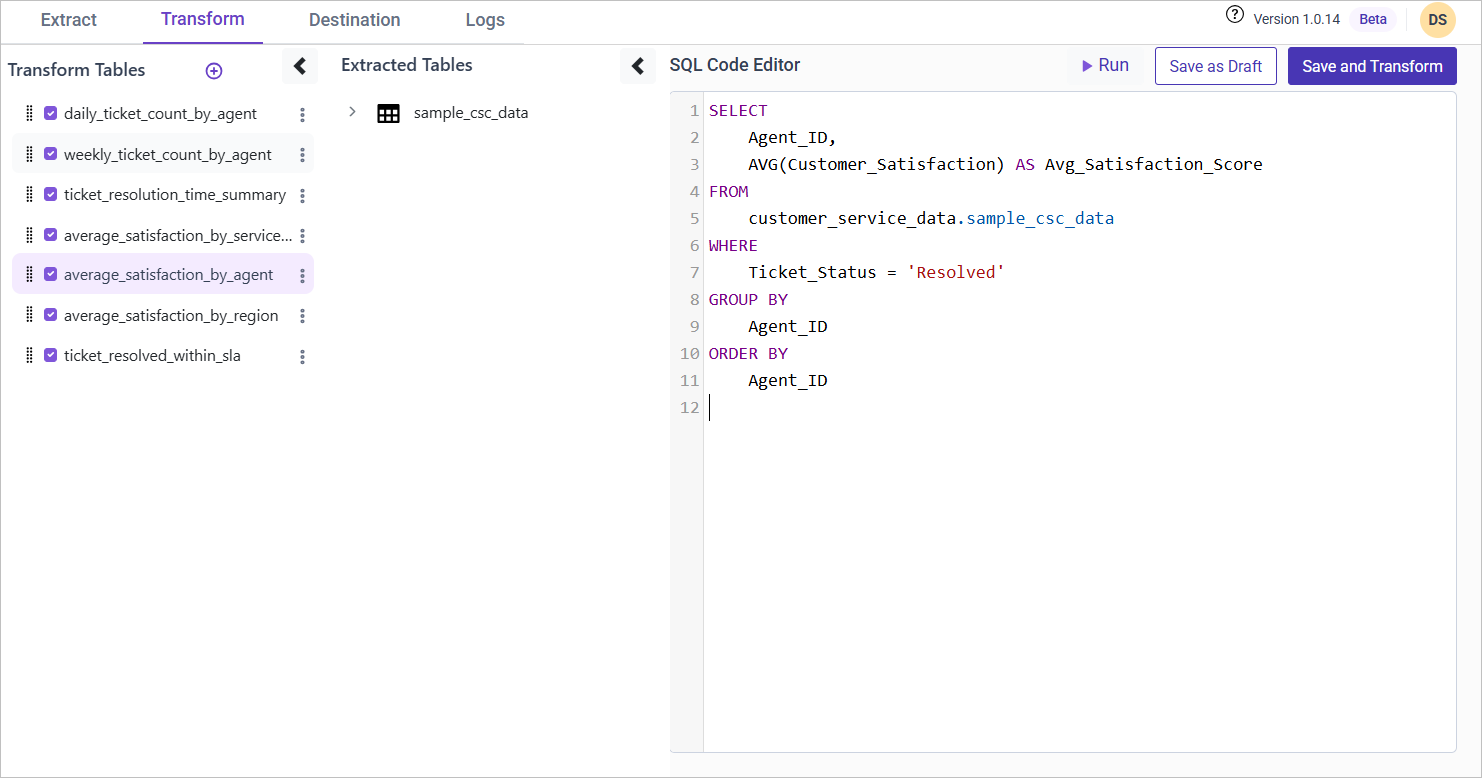 Extract Transform Destination Logs Version 1.0.14 Beta DS
Transform Tables
daily_ticket_count_by_agent
weekly_ticket_count_by_agent
ticket_resolution_time_summary
average_satisfaction_by_service...
average_satisfaction_by_agent
average_satisfaction_by_region
ticket_resolved_within_sla
Extracted Tables
sample_csc_data
SQL Code Editor Run Save as Draft Save and Transform
1 SELECT
2 Agent_ID,
3 AVG(Customer_Satisfaction) AS Avg_Satisfaction_Score
4 FROM
5 customer_service_data.sample_csc_data
6 WHERE
7 Ticket_Status = 'Resolved'
8 GROUP BY
9 Agent_ID
10 ORDER BY
11 Agent_ID
12